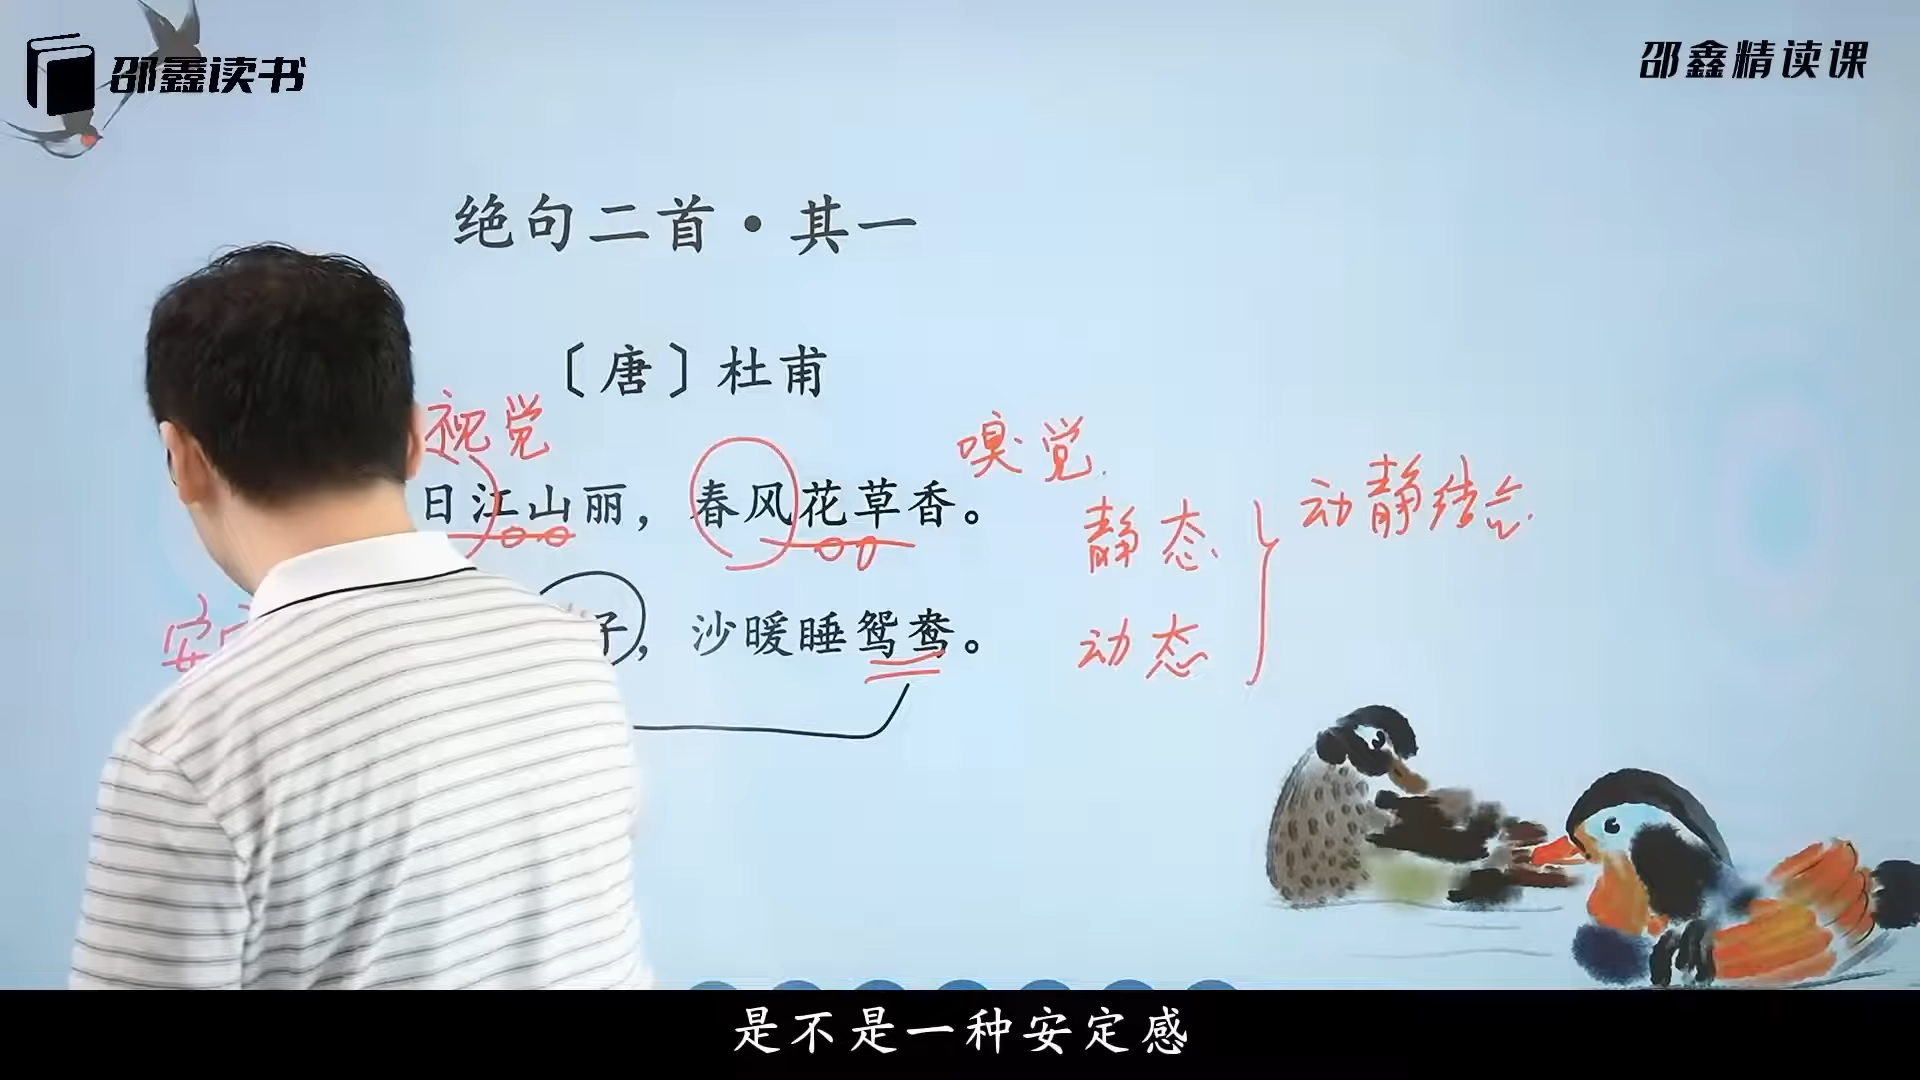 邵鑫读书
邵鑫精读课
绝句二首·其一
〔唐〕杜甫
视觉
嗅觉
日江山丽，春风花草香。
静态
动静结合
安
子，沙暖睡鸳鸯。
动态
是不是一种安定感